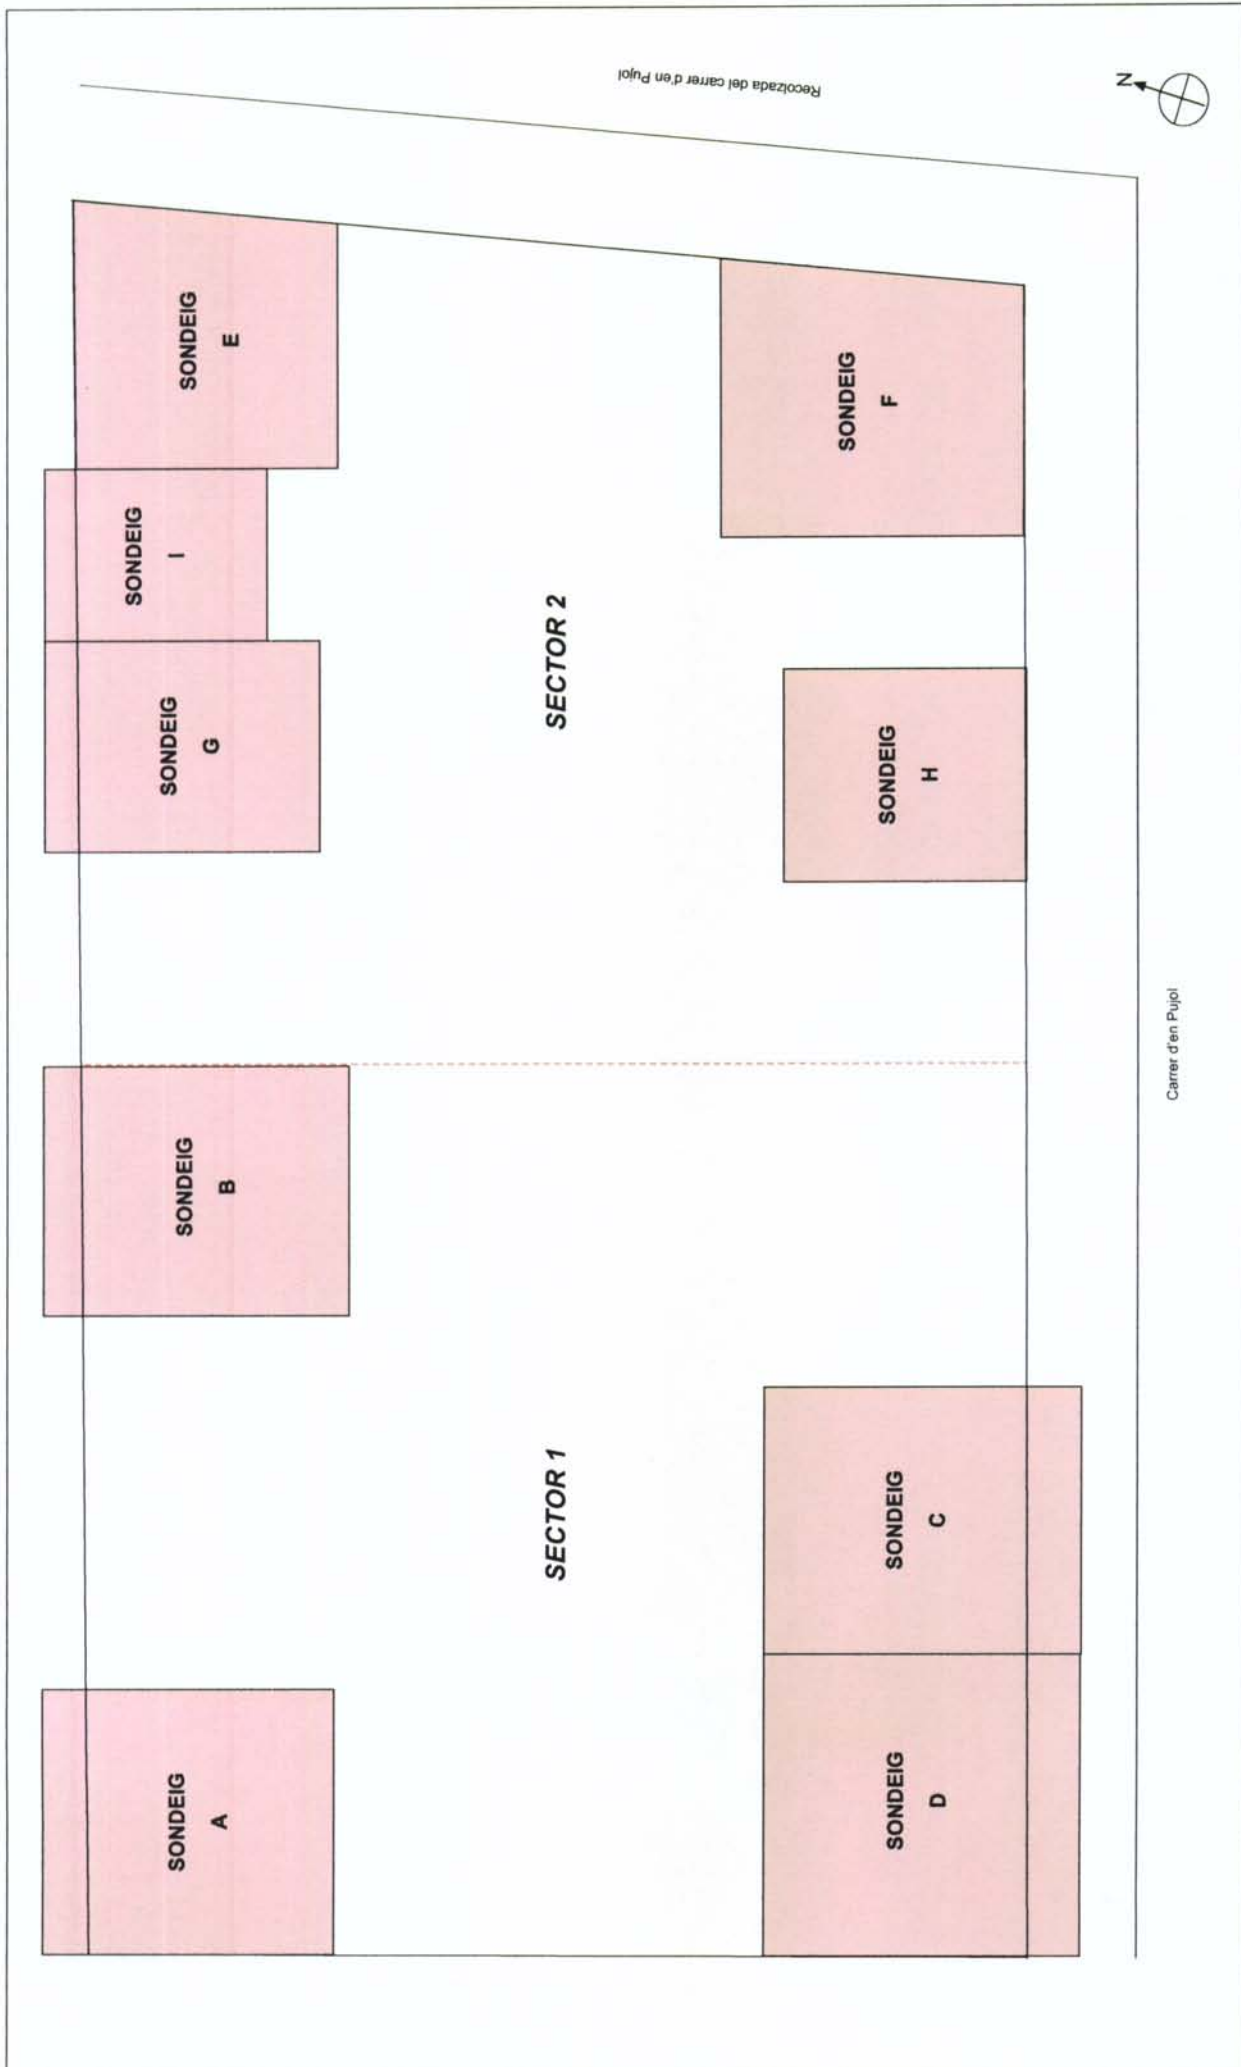 Recolzada del carrer d'en Pujol
N
SONDEIG
E
SONDEIG
I
SONDEIG
G
SONDEIG
B
SONDEIG
A
SECTOR 2
SECTOR 1
SONDEIG
F
SONDEIG
H
SONDEIG
C
SONDEIG
D
Carrer d'en Pujol